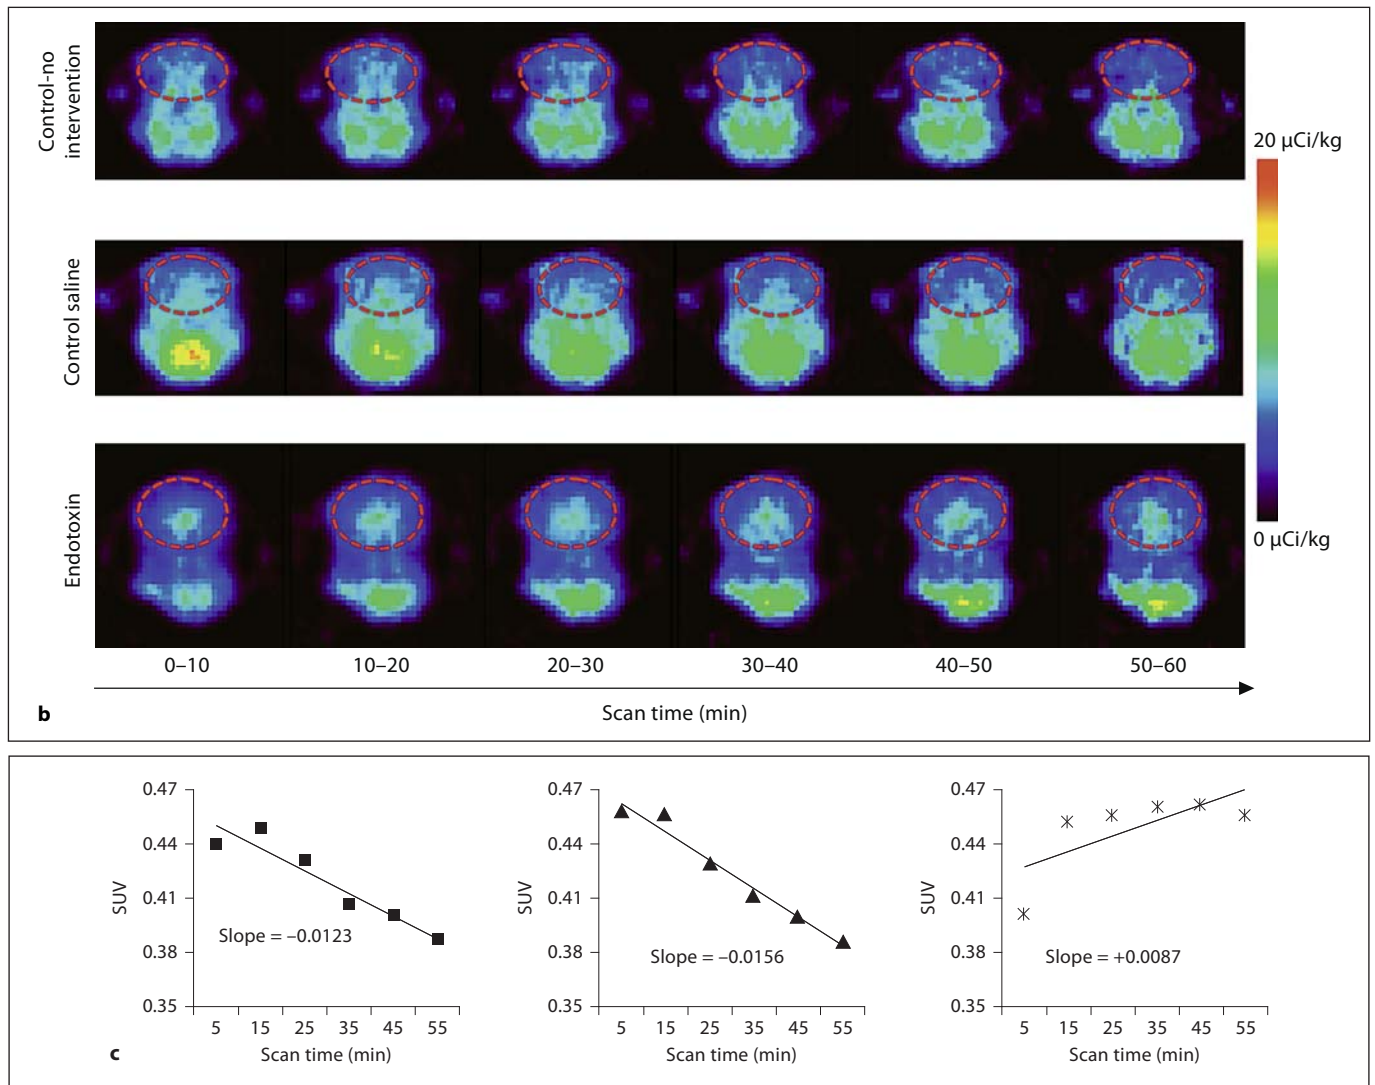 Control-no
intervention
20 µCi/kg
Control saline
Endotoxin
0 µCi/kg
0–10 10–20 20–30 30–40 40–50 50–60
b
Scan time (min)
0.47
0.44
0.41
0.38
0.35
SUV
Slope = –0.0123
5 15 25 35 45 55
Scan time (min)
0.47
0.44
0.41
0.38
0.35
SUV
Slope = –0.0156
5 15 25 35 45 55
Scan time (min)
0.47
0.44
0.41
0.38
0.35
SUV
Slope = +0.0087
5 15 25 35 45 55
Scan time (min)
c